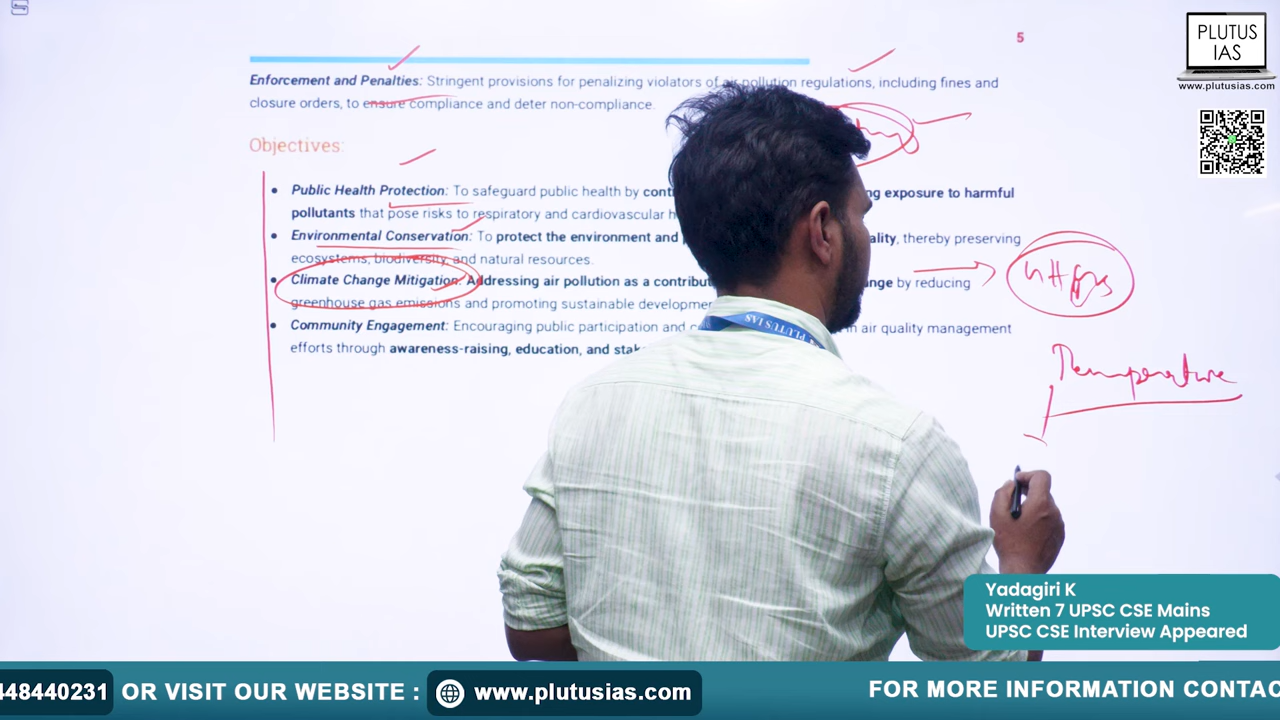 5
PLUTUS
IAS
www.plutusias.com
Enforcement and Penalties: Stringent provisions for penalizing violators of air pollution regulations, including fines and
closure orders, to ensure compliance and deter non-compliance.
Objectives:
• Public Health Protection: To safeguard public health by ng exposure to harmful
pollutants that pose risks to respiratory and cardiovascular
• Environmental Conservation: To protect the environment and ality, thereby preserving
ecosystems, biodiversity, and natural resources.
• Climate Change Mitigation: Addressing air pollution as a nge by reducing
greenhouse gas emissions and promoting sustainable
• Community Engagement: Encouraging public participation and in air quality management
efforts through awareness-raising, education, and
Temperature
PLUTUS IAS
Yadagiri K
Written 7 UPSC CSE Mains
UPSC CSE Interview Appeared
448440231 OR VISIT OUR WEBSITE : www.plutusias.com FOR MORE INFORMATION CONTAC